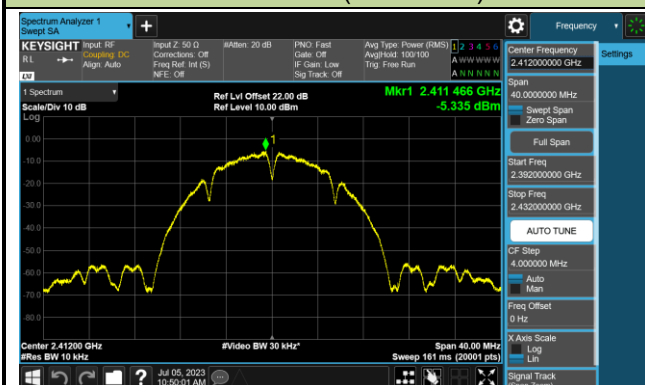 Spectrum Analyzer 1
Swept SA
+
Frequency
KEYSIGHT Input: RF
RL
Coupling: DC
Align: Auto
Input Z: 50 Ω
Corrections: Off
Freq Ref: Int (S)
NFE: Off
#Atten: 20 dB
PNO: Fast
Gate: Off
IF Gain: Low
Sig Track: Off
Avg Type: Power (RMS)
Avg|Hold: 100/100
Trig: Free Run
1 2 3 4 5 6
A W W W W W
A N N N N N
LXI
1 Spectrum
Scale/Div 10 dB
Log
Ref Lvl Offset 22.00 dB
Ref Level 10.00 dBm
Mkr1 2.411 466 GHz
-5.335 dBm
1
0.00
-10.0
-20.0
-30.0
-40.0
-50.0
-60.0
-70.0
-80.0
Center 2.41200 GHz
#Res BW 10 kHz
#Video BW 30 kHz*
Span 40.00 MHz
Sweep 161 ms (20001 pts)
Center Frequency
2.412000000 GHz
Settings
Span
40.0000000 MHz
Swept Span
Zero Span
Full Span
Start Freq
2.392000000 GHz
Stop Freq
2.432000000 GHz
AUTO TUNE
CF Step
4.000000 MHz
Auto
Man
Freq Offset
0 Hz
X Axis Scale
Log
Lin
Signal Track
?
Jul 05, 2023
10:50:01 AM